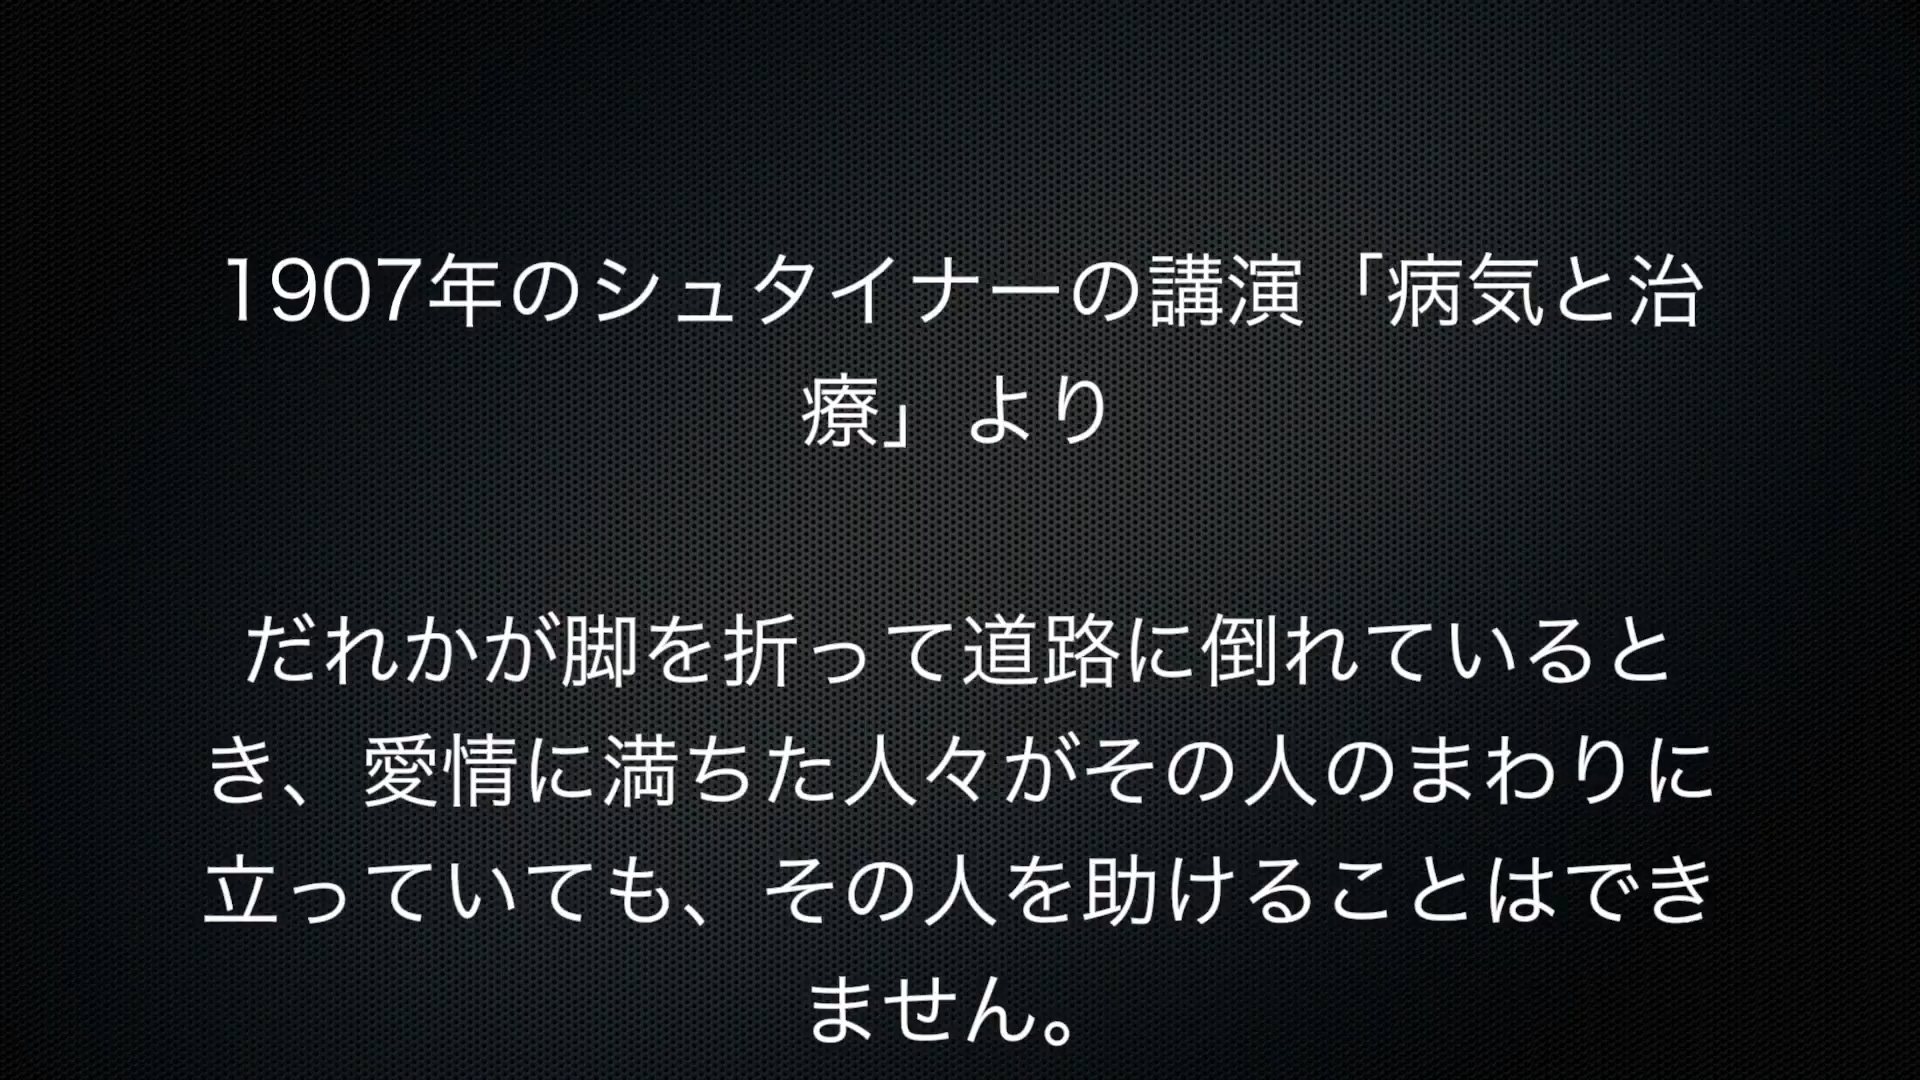 1907年のシュタイナーの講演「病気と治
療」より
だれかが脚を折って道路に倒れていると
き、愛情に満ちた人々がその人のまわりに
立っていても、その人を助けることはでき
ません。